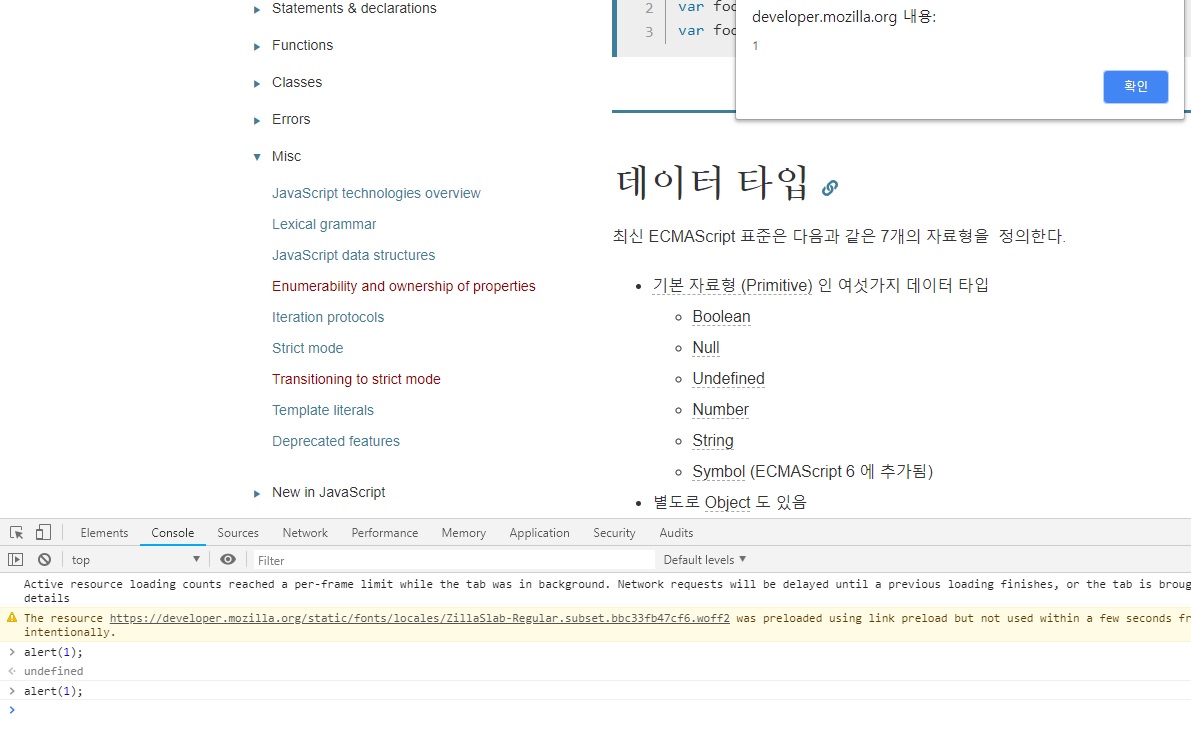 Statements & declarations
Functions
Classes
Errors
Misc
JavaScript technologies overview
Lexical grammar
JavaScript data structures
Enumerability and ownership of properties
Iteration protocols
Strict mode
Transitioning to strict mode
Template literals
Deprecated features
New in JavaScript
2 var foo
3 var foo
developer.mozilla.org 내용:
1
확인
데이터 타입
최신 ECMAScript 표준은 다음과 같은 7개의 자료형을 정의한다.
기본 자료형 (Primitive) 인 여섯가지 데이터 타입
Boolean
Null
Undefined
Number
String
Symbol (ECMAScript 6 에 추가됨)
별도로 Object 도 있음
Elements Console Sources Network Performance Memory Application Security Audits
top Filter Default levels
Active resource loading counts reached a per-frame limit while the tab was in background. Network requests will be delayed until a previous loading finishes, or the tab is broug
details
The resource https://developer.mozilla.org/static/fonts/locales/ZillaSlab-Regular.subset.bbc33fb47cf6.woff2 was preloaded using link preload but not used within a few seconds fr
intentionally.
> alert(1);
undefined
> alert(1);
>